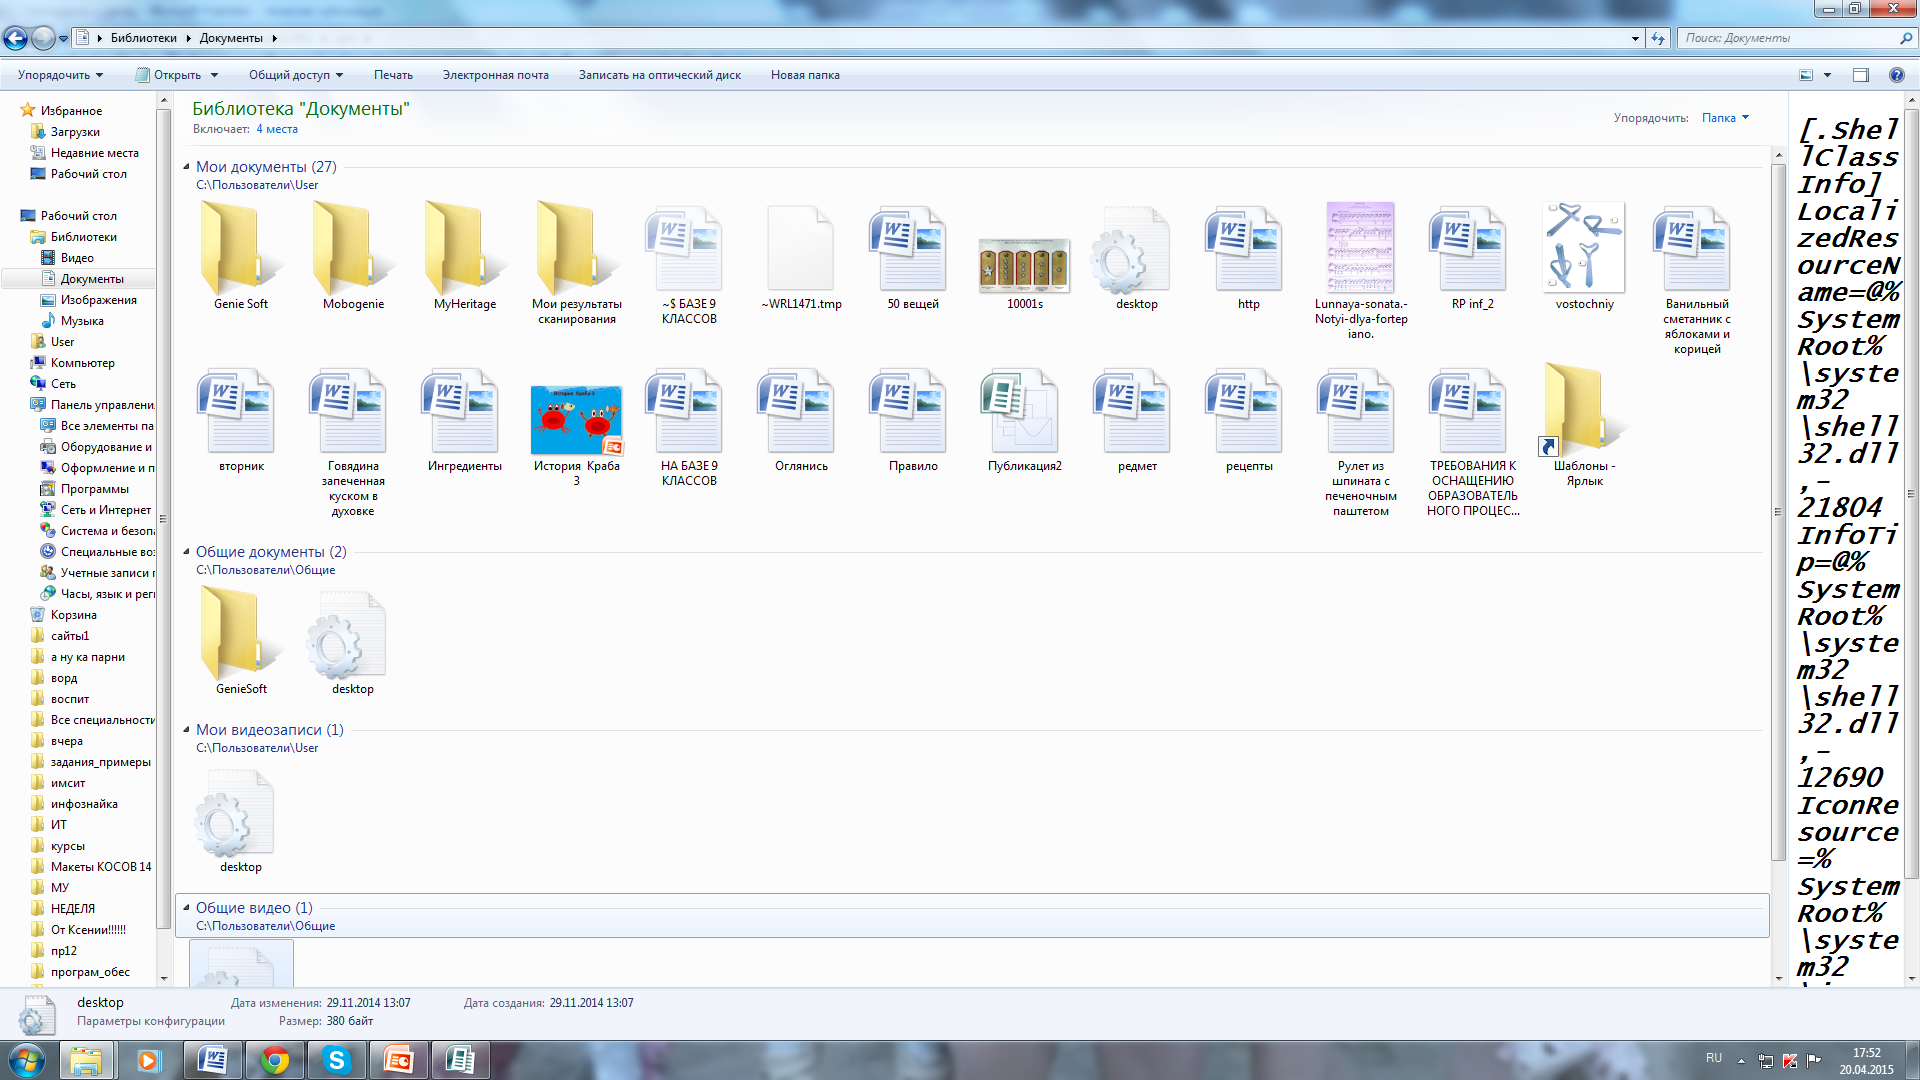 Библиотеки ▸ Документы ▸
Поиск: Документы
Упорядочить
Открыть
Общий доступ
Печать
Электронная почта
Записать на оптический диск
Новая папка
Избранное
Загрузки
Недавние места
Рабочий стол
Рабочий стол
Библиотеки
Видео
Документы
Изображения
Музыка
User
Компьютер
Сеть
Панель управлени
Все элементы па
Оборудование и
Оформление и п
Программы
Сеть и Интернет
Система и безопа
Специальные воз
Учетные записи п
Часы, язык и реги
Корзина
сайты1
а ну ка парни
ворд
воспит
Все специальности
вчера
задания_примеры
имсит
инфознайка
ИТ
курсы
Макеты КОСОВ 14
МУ
НЕДЕЛЯ
От Ксении!!!!!!
пр12
програм_обес
Библиотека "Документы"
Включает: 4 места
Упорядочить: Папка
Мои документы (27)
C:\Пользователи\User
Genie Soft
Mobogenie
MyHeritage
Мои результаты
сканирования
~$ БАЗЕ 9
КЛАССОВ
~WRL1471.tmp
50 вещей
10001s
desktop
http
Lunnaya-sonata.-
Notyi-dlya-fortep
iano.
RP inf_2
vostochniy
Ванильный
сметанник с
яблоками и
корицей
вторник
Говядина
запеченная
куском в
духовке
Ингредиенты
История Краба
3
НА БАЗЕ 9
КЛАССОВ
Оглянись
Правило
Публикация2
редмет
рецепты
Рулет из
шпината с
печеночным
паштетом
ТРЕБОВАНИЯ К
ОСНАЩЕНИЮ
ОБРАЗОВАТЕЛЬ
НОГО ПРОЦЕС...
Шаблоны -
Ярлык
Общие документы (2)
C:\Пользователи\Общие
GenieSoft
desktop
Мои видеозаписи (1)
C:\Пользователи\User
desktop
Общие видео (1)
C:\Пользователи\Общие
[.Shel
lClass
Info]
Locali
zedRes
ourceN
ame=@%
System
Root%
\syste
m32
\shell
32.dll
,-
21804
InfoTi
p=@%
System
Root%
\syste
m32
\shell
32.dll
,-
12690
IconRe
source
=%
System
Root%
\syste
m32
desktop
Дата изменения: 29.11.2014 13:07
Дата создания: 29.11.2014 13:07
Параметры конфигурации
Размер: 380 байт
RU
17:52
20.04.2015